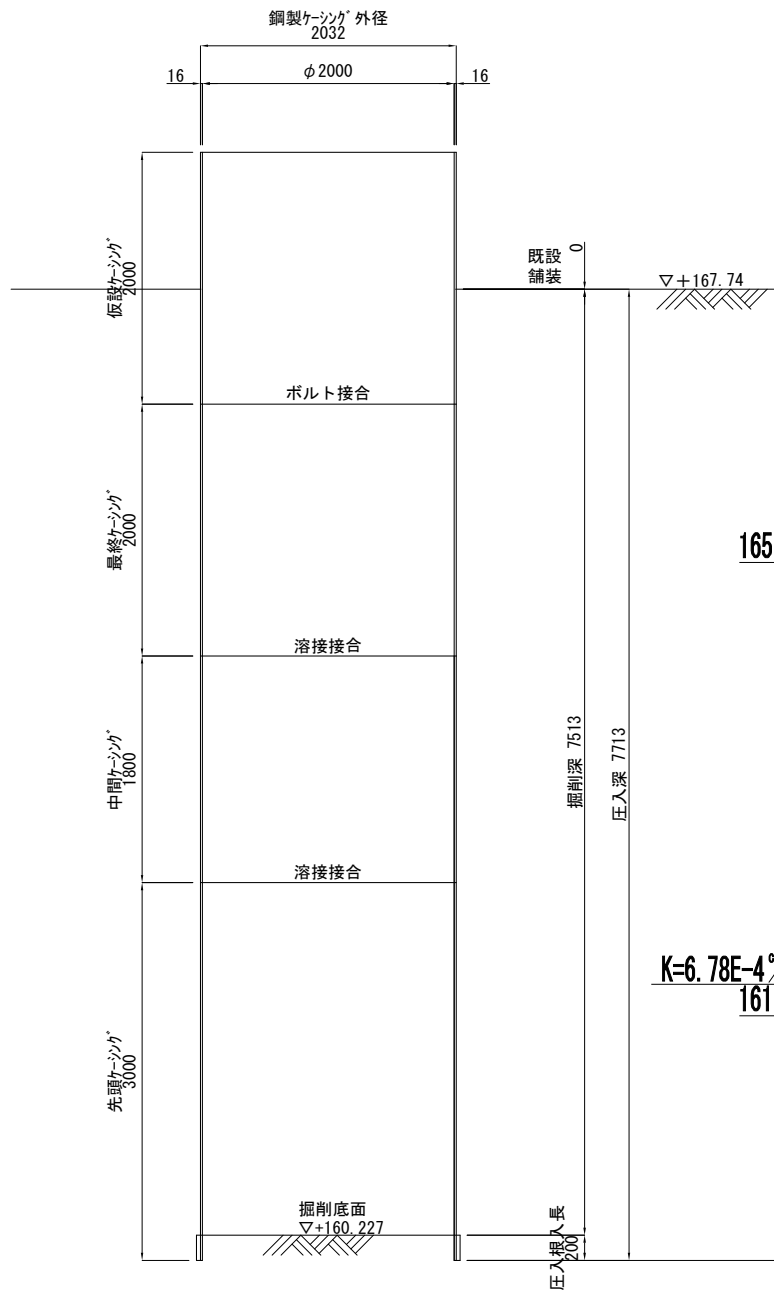 鋼製ｹｰｼﾝｸﾞ外径
2032
16
φ2000
16
仮設ｹｰｼﾝｸﾞ
2000
既設
舗装
0
▽+167.74
ボルト接合
最終ｹｰｼﾝｸﾞ
2000
165
溶接接合
中間ｹｰｼﾝｸﾞ
1800
掘削深 7513
圧入深 7713
溶接接合
K=6.78E-4
161
先頭ｹｰｼﾝｸﾞ
3000
掘削底面
▽+160.227
圧入根入長
200